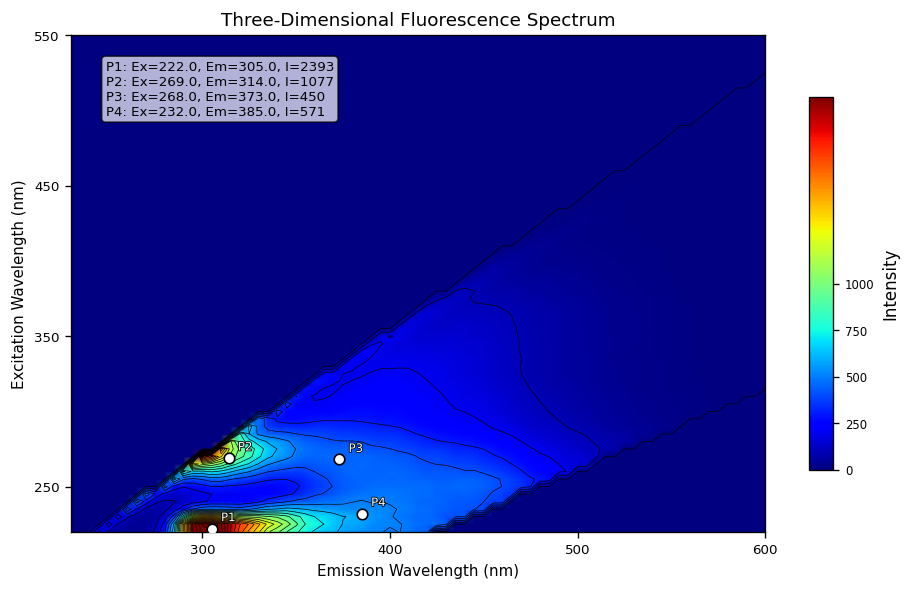 Three-Dimensional Fluorescence Spectrum
550
450
350
250
Excitation Wavelength (nm)
P1: Ex=222.0, Em=305.0, I=2393
P2: Ex=269.0, Em=314.0, I=1077
P3: Ex=268.0, Em=373.0, I=450
P4: Ex=232.0, Em=385.0, I=571
P2
P3
P4
P1
300
400
500
600
Emission Wavelength (nm)
1000
750
500
250
0
Intensity